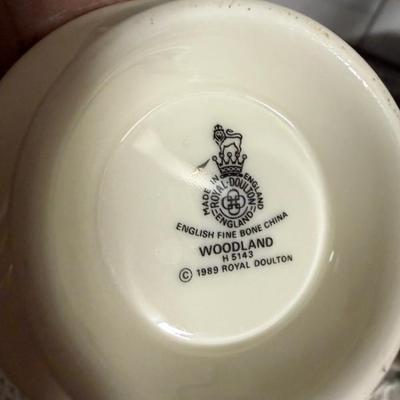 MADE IN ENGLAND
ROYAL-DOULTON
ENGLAND
ENGLISH FINE BONE CHINA
WOODLAND
H 5143
© 1989 ROYAL DOULTON